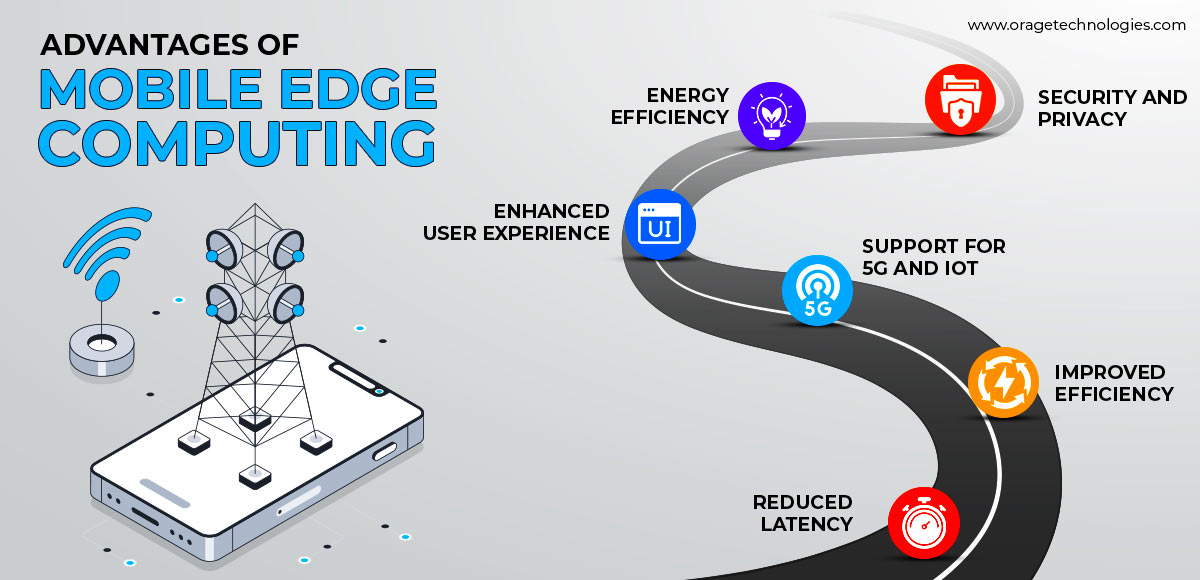 ADVANTAGES OF
MOBILE EDGE
COMPUTING
www.oragetechnologies.com
ENERGY
EFFICIENCY
SECURITY AND
PRIVACY
ENHANCED
USER EXPERIENCE
UI
SUPPORT FOR
5G AND IOT
5G
IMPROVED
EFFICIENCY
REDUCED
LATENCY